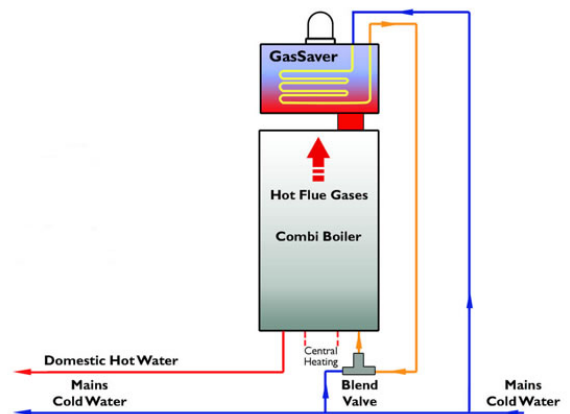 GasSaver
Hot Flue Gases
Combi Boiler
Central
Heating
Domestic Hot Water
Mains
Cold Water
Blend
Valve
Mains
Cold Water